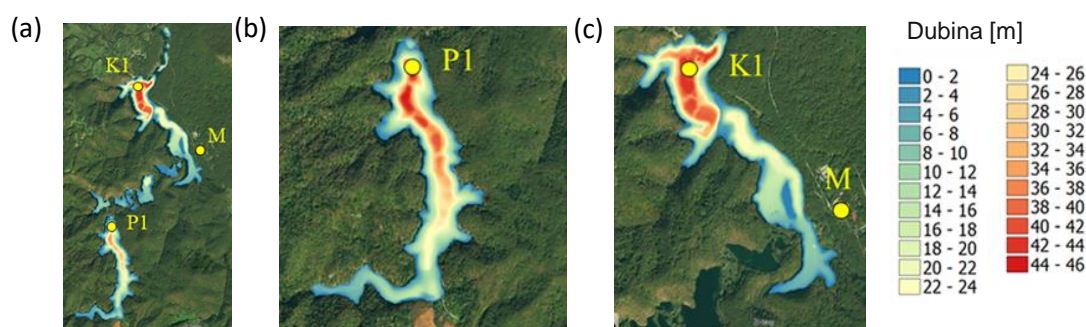 (a)
(b)
(c)
K1
M
P1
P1
K1
M
Dubina [m]
0 - 2
2 - 4
4 - 6
6 - 8
8 - 10
10 - 12
12 - 14
14 - 16
16 - 18
18 - 20
20 - 22
22 - 24
24 - 26
26 - 28
28 - 30
30 - 32
32 - 34
34 - 36
36 - 38
38 - 40
40 - 42
42 - 44
44 - 46